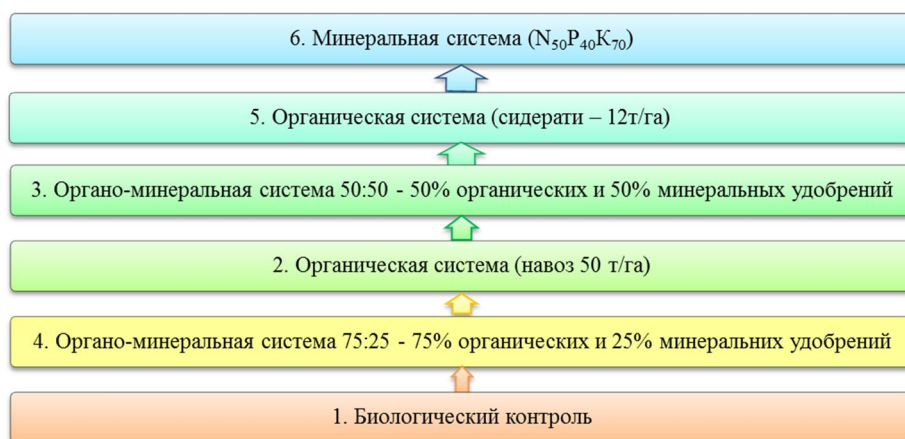 6. Минеральная система (N₅₀P₄₀K₇₀)
5. Органическая система (сидерати – 12т/га)
3. Органо-минеральная система 50:50 - 50% органических и 50% минеральных удобрений
2. Органическая система (навоз 50 т/га)
4. Органо-минеральная система 75:25 - 75% органических и 25% минеральних удобрений
1. Биологический контроль